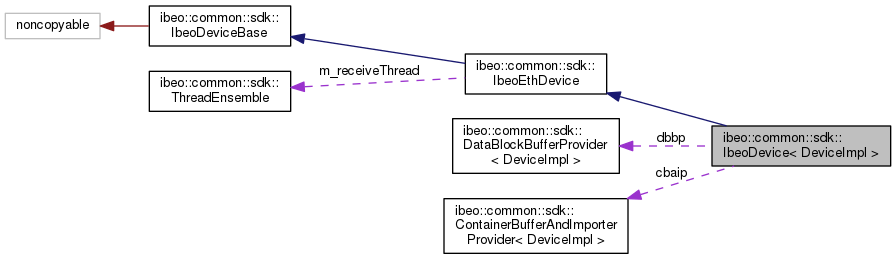 noncopyable
ibeo::common::sdk::
IbeoDeviceBase
ibeo::common::sdk::
ThreadEnsemble
m_receiveThread
ibeo::common::sdk::
IbeoEthDevice
ibeo::common::sdk::
DataBlockBufferProvider
< DeviceImpl >
dbbp
ibeo::common::sdk::
IbeoDevice< DeviceImpl >
cbaip
ibeo::common::sdk::
ContainerBufferAndImporter
Provider< DeviceImpl >